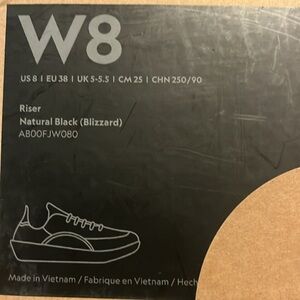 W8
US 8 | EU 38 | UK 5-5.5 | CM 25 | CHN 250/90
Riser
Natural Black (Blizzard)
AB00FJW080
Made in Vietnam / Fabriqué en Vietnam / Hech